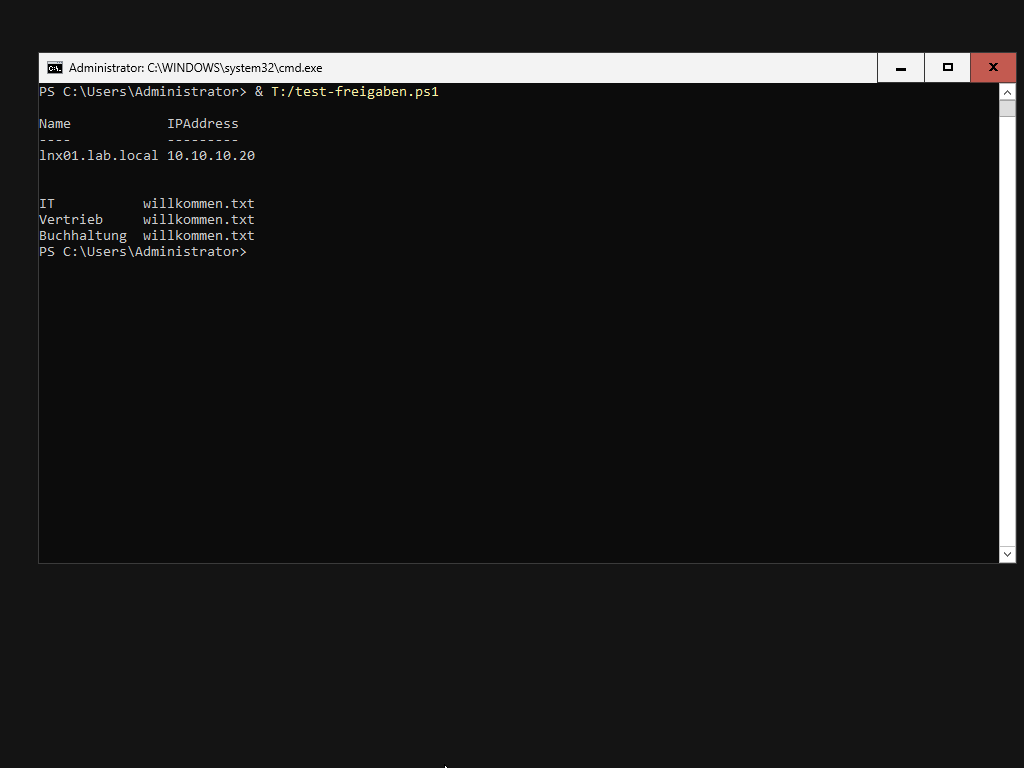 Administrator: C:\WINDOWS\system32\cmd.exe
PS C:\Users\Administrator> & T:/test-freigaben.ps1
Name            IPAddress
----            ---------
lnx01.lab.local 10.10.10.20
IT           willkommen.txt
Vertrieb     willkommen.txt
Buchhaltung  willkommen.txt
PS C:\Users\Administrator>